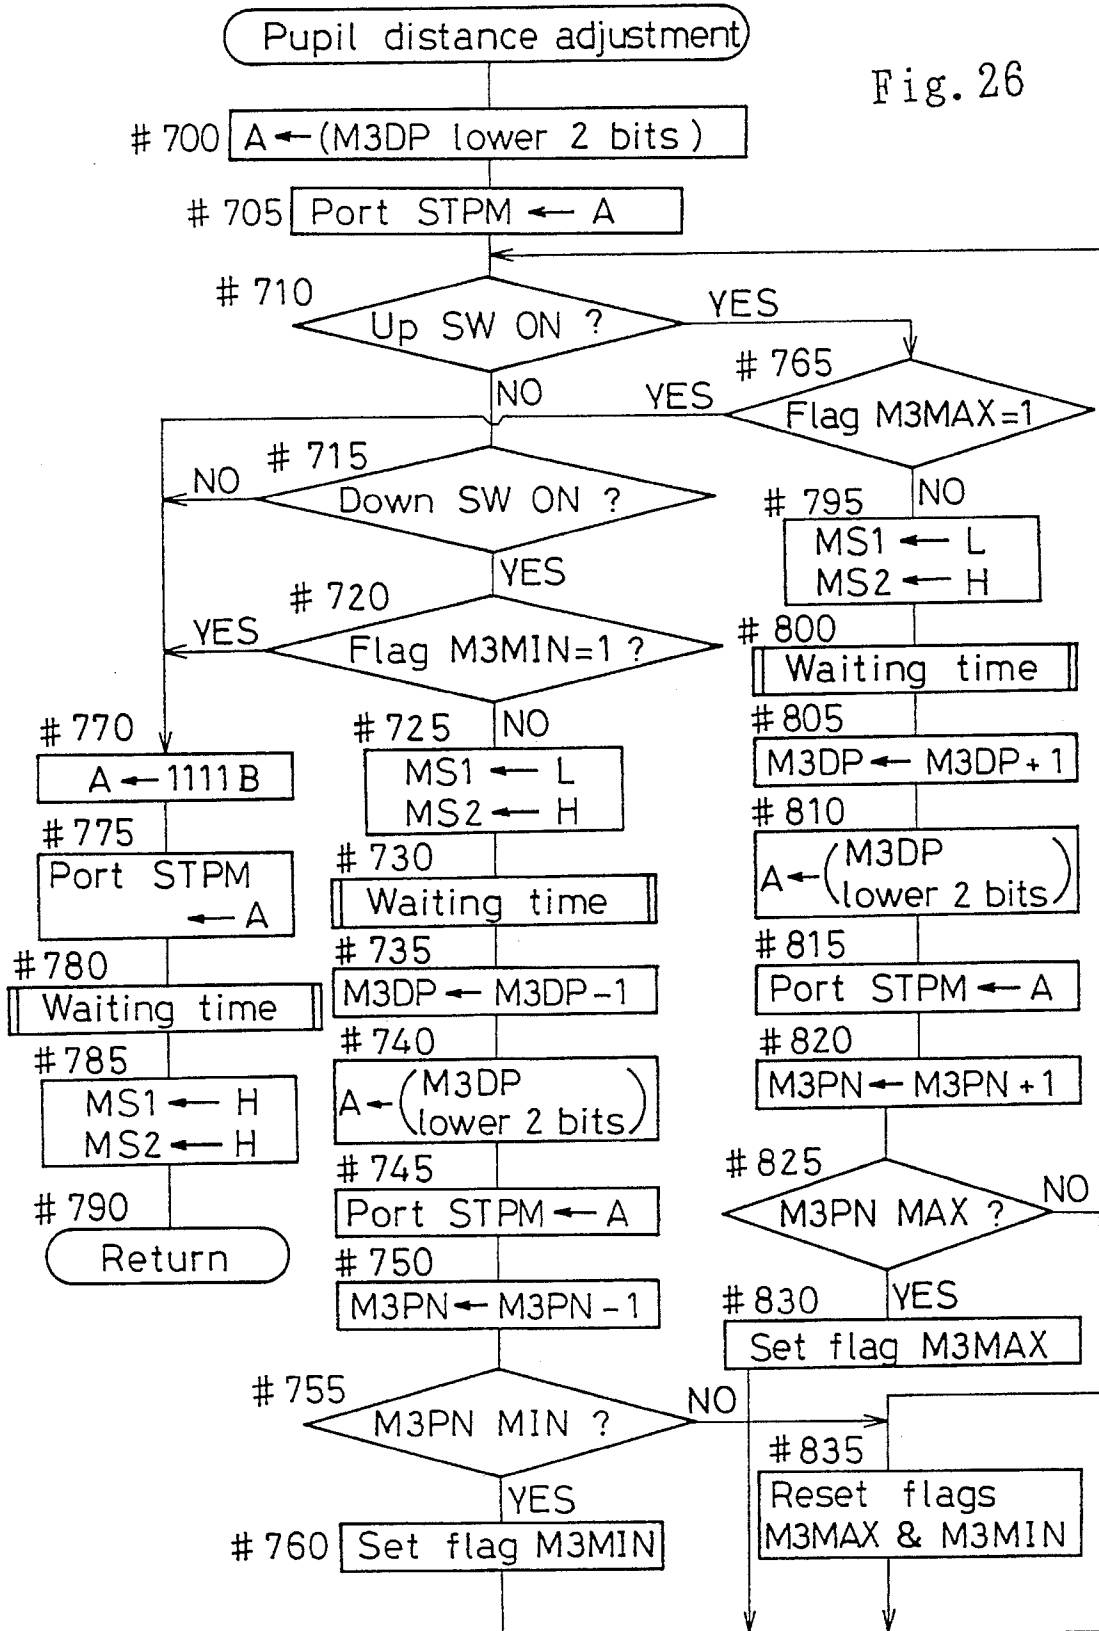 Pupil distance adjustment
Fig. 26
# 700
A ← (M3DP lower 2 bits)
# 705
Port STPM ← A
# 710
Up SW ON ?
YES
NO
# 765
Flag M3MAX=1
YES
NO
# 715
Down SW ON ?
NO
YES
# 720
Flag M3MIN=1 ?
YES
NO
# 770
A ← 1111B
# 775
Port STPM
← A
# 780
Waiting time
# 785
MS1 ← H
MS2 ← H
# 790
Return
# 725
MS1 ← L
MS2 ← H
# 730
Waiting time
# 735
M3DP ← M3DP-1
# 740
A ← (M3DP
lower 2 bits)
# 745
Port STPM ← A
# 750
M3PN ← M3PN-1
# 755
M3PN MIN ?
NO
YES
# 760
Set flag M3MIN
# 795
MS1 ← L
MS2 ← H
# 800
Waiting time
# 805
M3DP ← M3DP+1
# 810
A ← (M3DP
lower 2 bits)
# 815
Port STPM ← A
# 820
M3PN ← M3PN+1
# 825
M3PN MAX ?
NO
YES
# 830
Set flag M3MAX
# 835
Reset flags
M3MAX & M3MIN